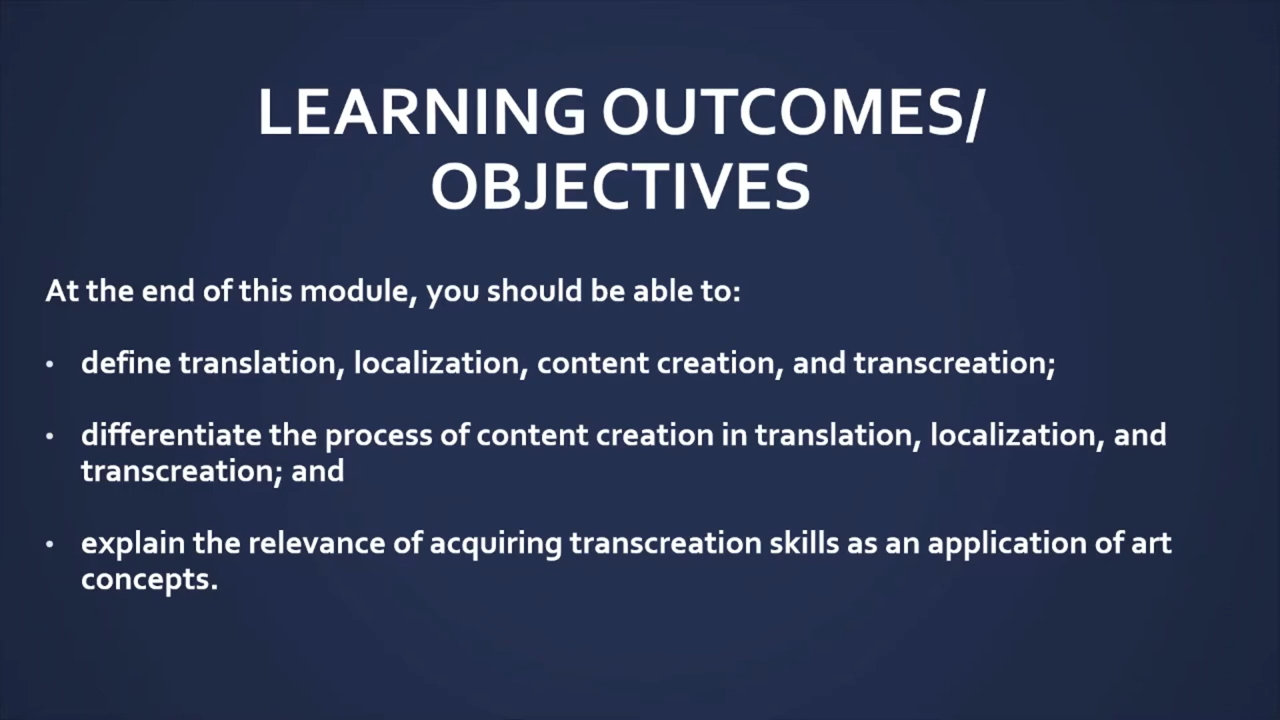 LEARNING OUTCOMES/
OBJECTIVES
At the end of this module, you should be able to:
• define translation, localization, content creation, and transcreation;
• differentiate the process of content creation in translation, localization, and
transcreation; and
• explain the relevance of acquiring transcreation skills as an application of art
concepts.